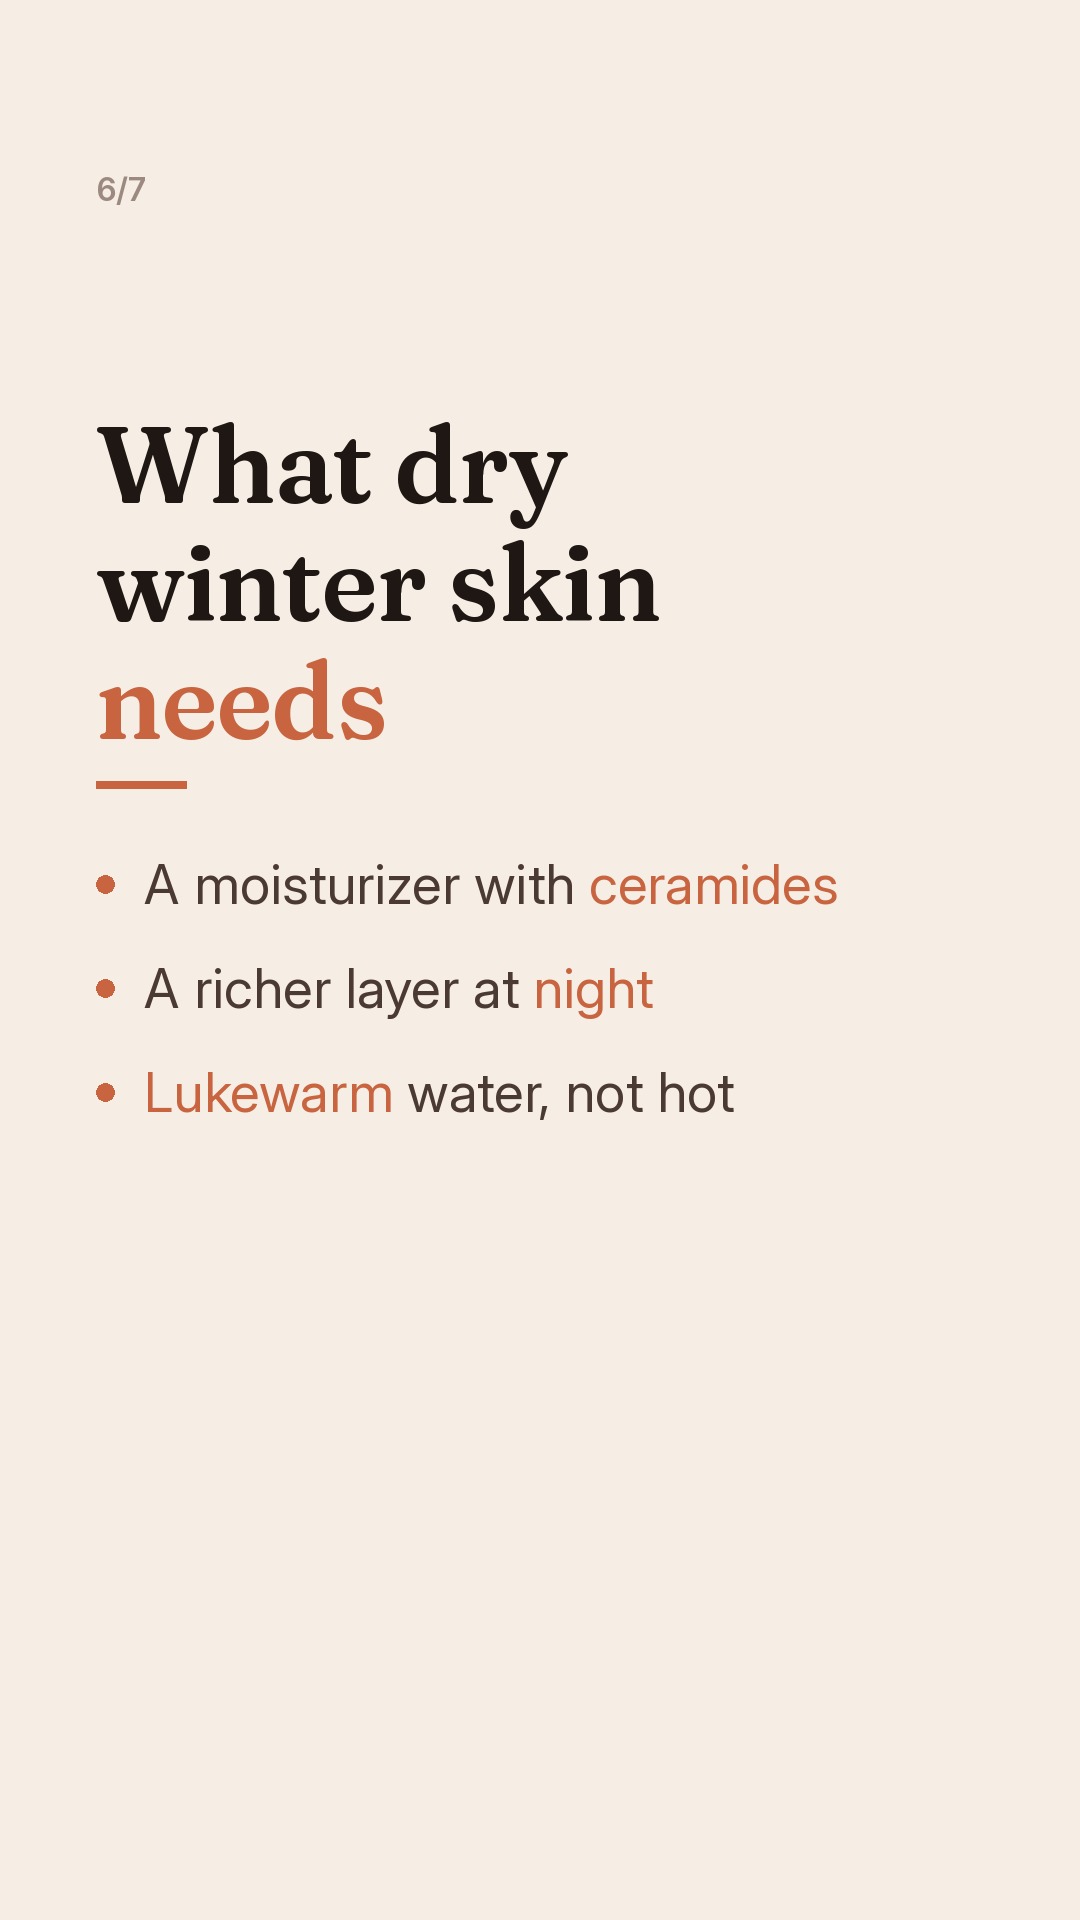 6/7
What dry
winter skin
needs
• A moisturizer with ceramides
• A richer layer at night
• Lukewarm water, not hot